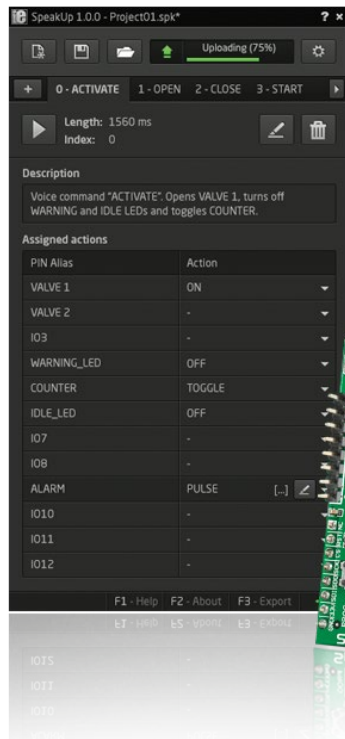 SpeakUp 1.0.0 - Project01.spk* ? ×
Uploading (75%)
+ 0 - ACTIVATE 1 - OPEN 2 - CLOSE 3 - START
Length: 1560 ms
Index: 0
Description
Voice command "ACTIVATE". Opens VALVE 1, turns off
WARNING and IDLE LEDs and toggles COUNTER.
Assigned actions
PIN Alias Action
VALVE 1 ON
VALVE 2 -
IO3 -
WARNING_LED OFF
COUNTER TOGGLE
IDLE_LED OFF
IO7 -
IO8 -
ALARM PULSE [...]
IO10 -
IO11 -
IO12 -
F1 - Help F2 - About F3 - Export